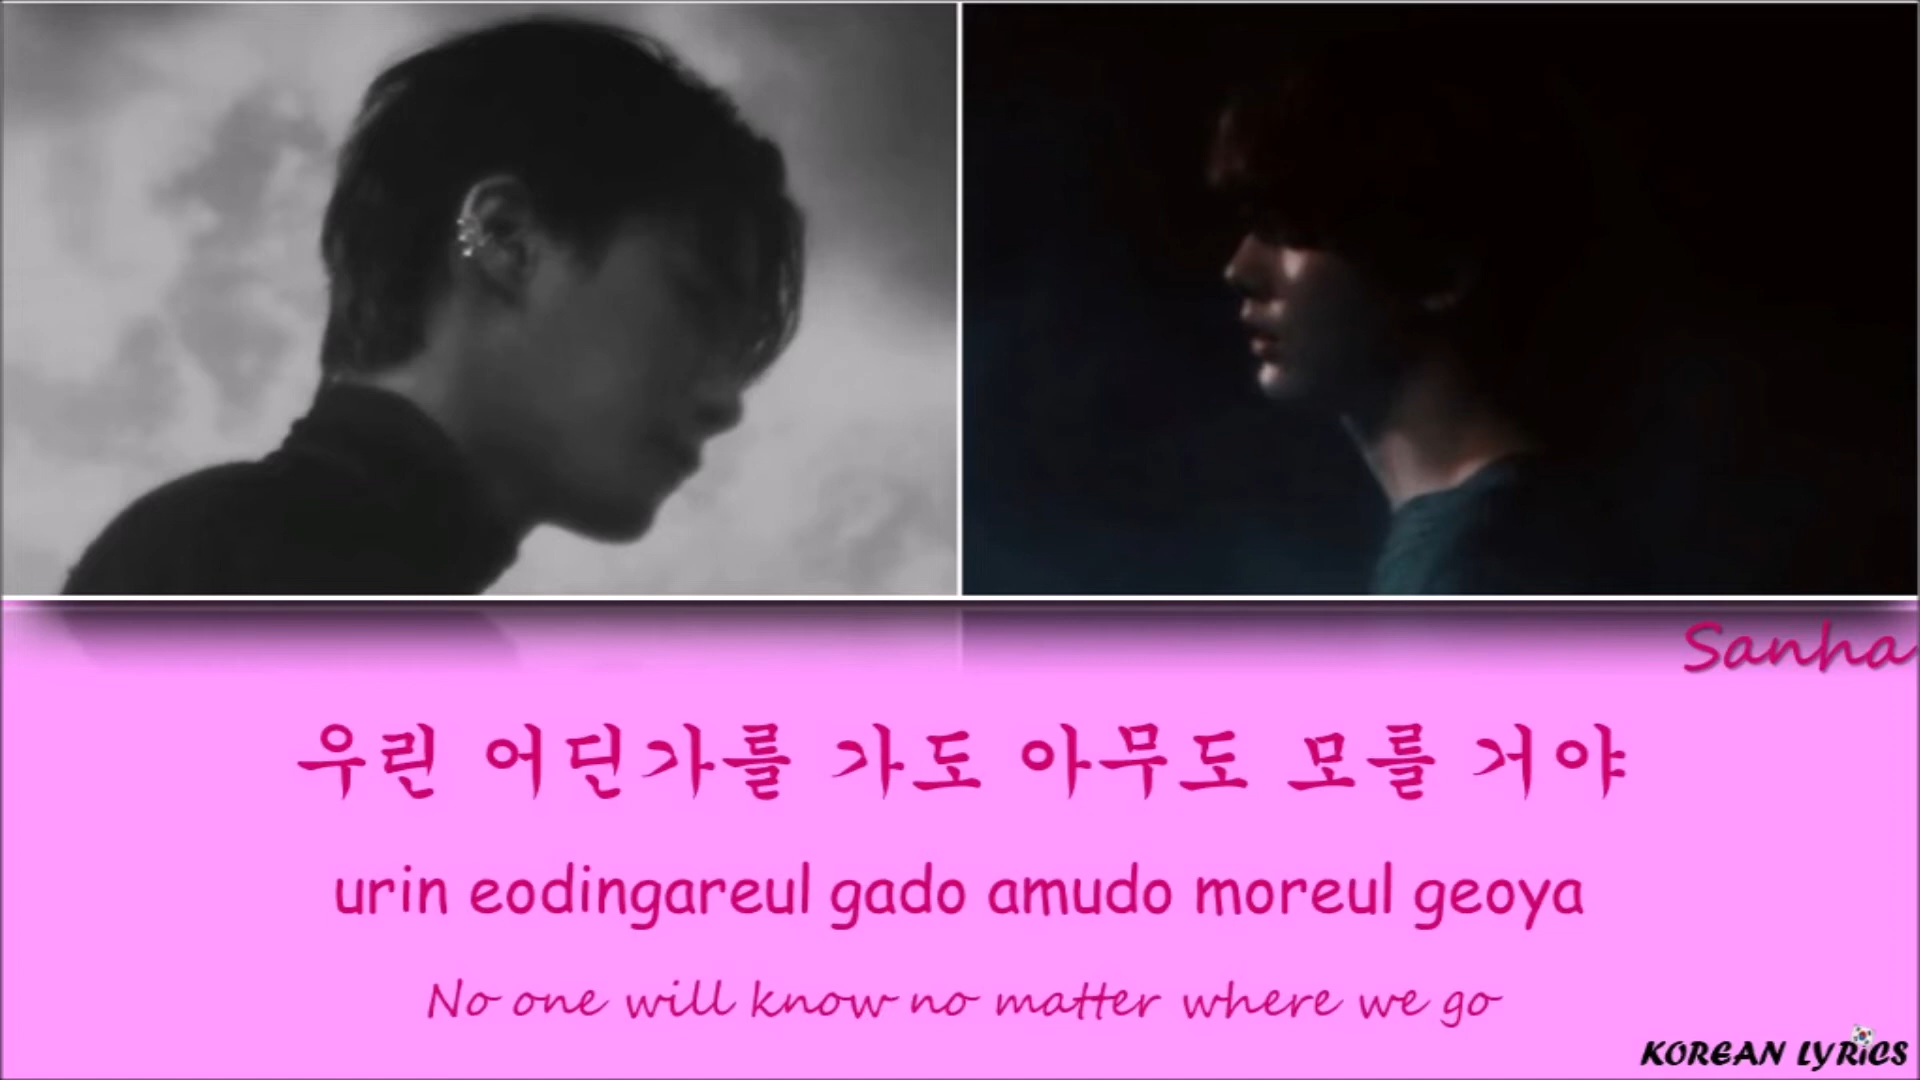 Sanha
우린 어딘가를 가도 아무도 모를 거야
urin eodingareul gado amudo moreul geoya
No one will know no matter where we go
KOREAN LYRICS